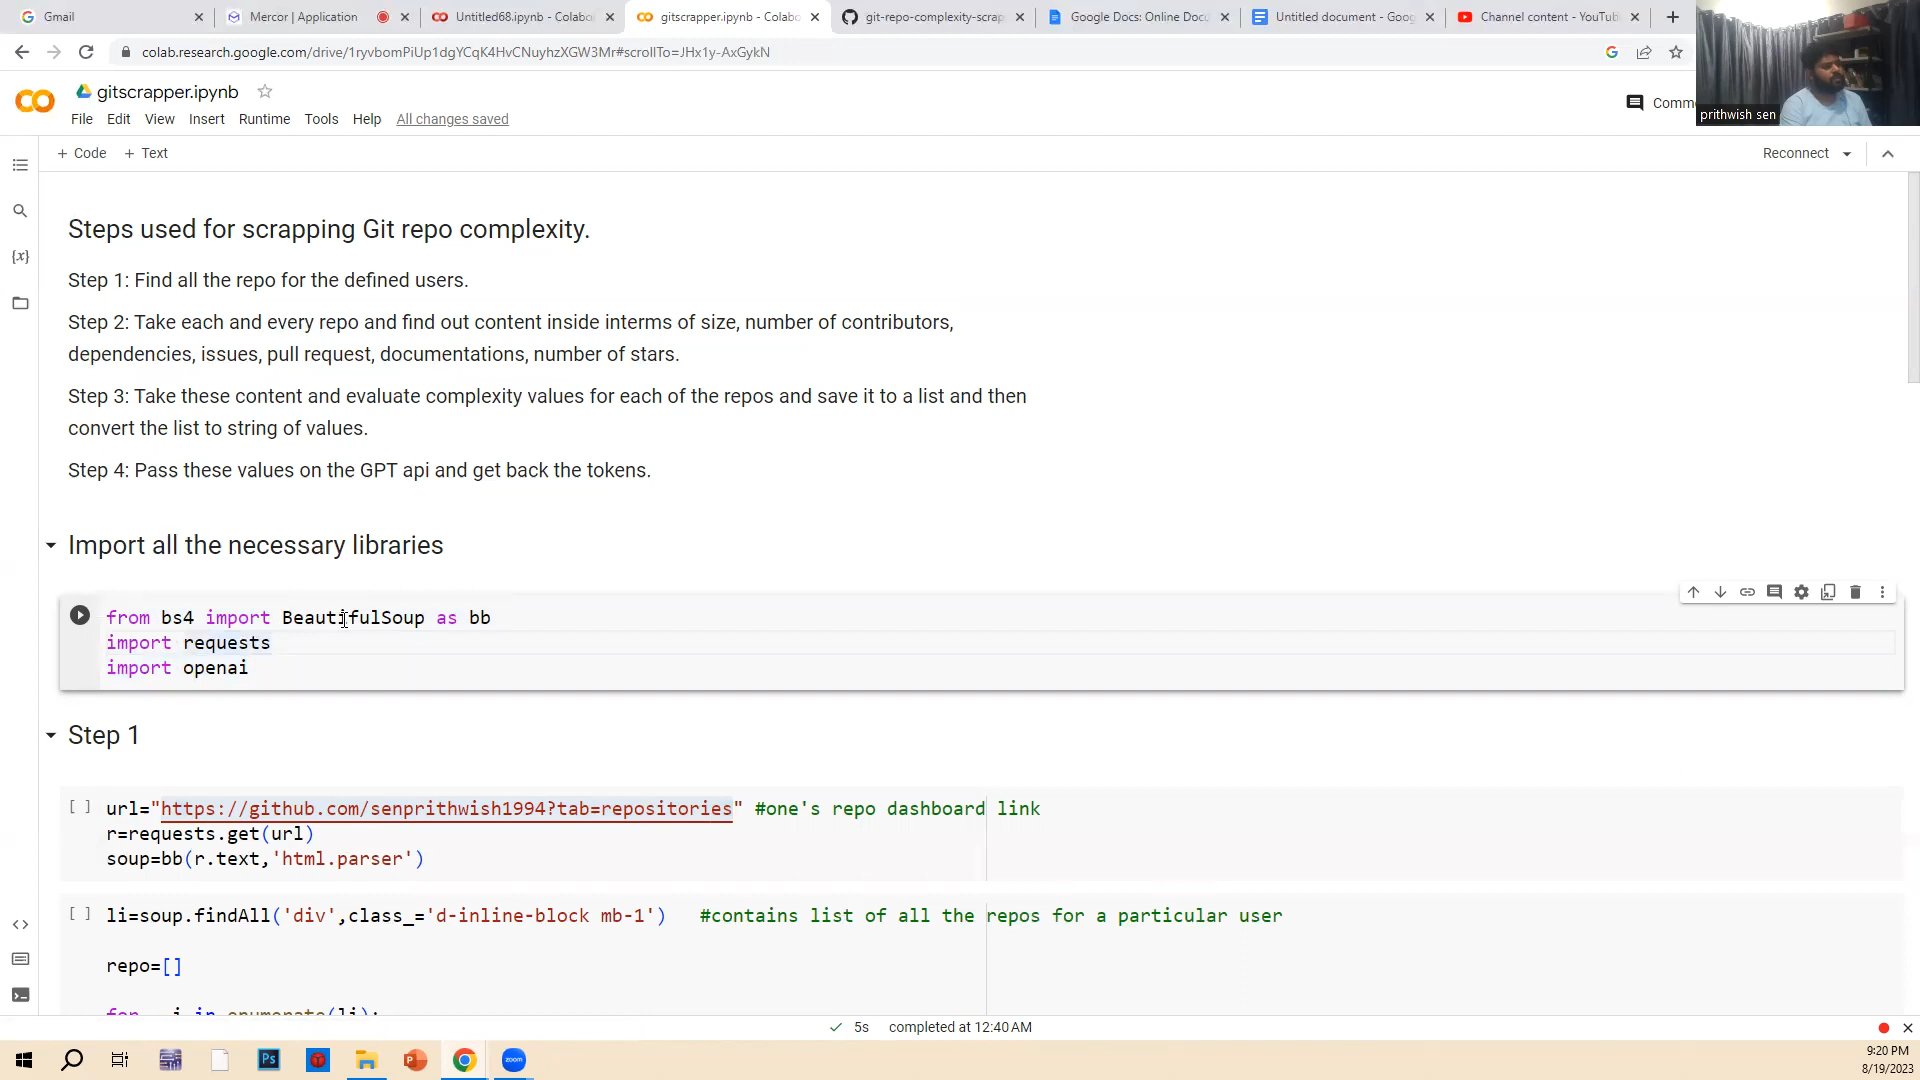 Gmail
Mercor | Application
Untitled68.ipynb - Colabo
gitscrapper.ipynb - Colabo
git-repo-complexity-scrap
Google Docs: Online Docu
Untitled document - Goog
Channel content - YouTub
colab.research.google.com/drive/1ryvbomPiUp1dgYCqK4HvCNuyhzXGW3Mr#scrollTo=JHx1y-AxGykN
gitscrapper.ipynb
Comm
prithwish sen
File Edit View Insert Runtime Tools Help All changes saved
+ Code + Text
Reconnect
Steps used for scrapping Git repo complexity.
Step 1: Find all the repo for the defined users.
Step 2: Take each and every repo and find out content inside interms of size, number of contributors,
dependencies, issues, pull request, documentations, number of stars.
Step 3: Take these content and evaluate complexity values for each of the repos and save it to a list and then
convert the list to string of values.
Step 4: Pass these values on the GPT api and get back the tokens.
Import all the necessary libraries
from bs4 import BeautifulSoup as bb
import requests
import openai
Step 1
[ ] url="https://github.com/senprithwish1994?tab=repositories" #one's repo dashboard link
r=requests.get(url)
soup=bb(r.text,'html.parser')
[ ] li=soup.findAll('div',class_='d-inline-block mb-1') #contains list of all the repos for a particular user
repo=[]
for _,i in enumerate(li):
5s completed at 12:40 AM
Ps
zoom
9:20 PM
8/19/2023